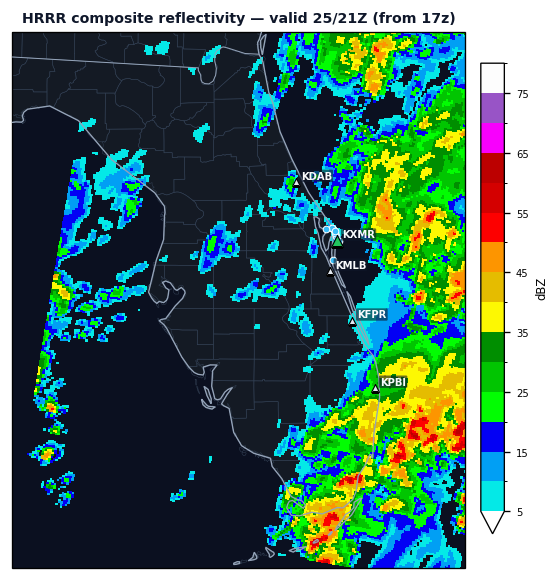 HRRR composite reflectivity — valid 25/21Z (from 17z)
KDAB
KXMR
KMLB
KFPR
KPBI
75
65
55
45
35
25
15
5
dBZ